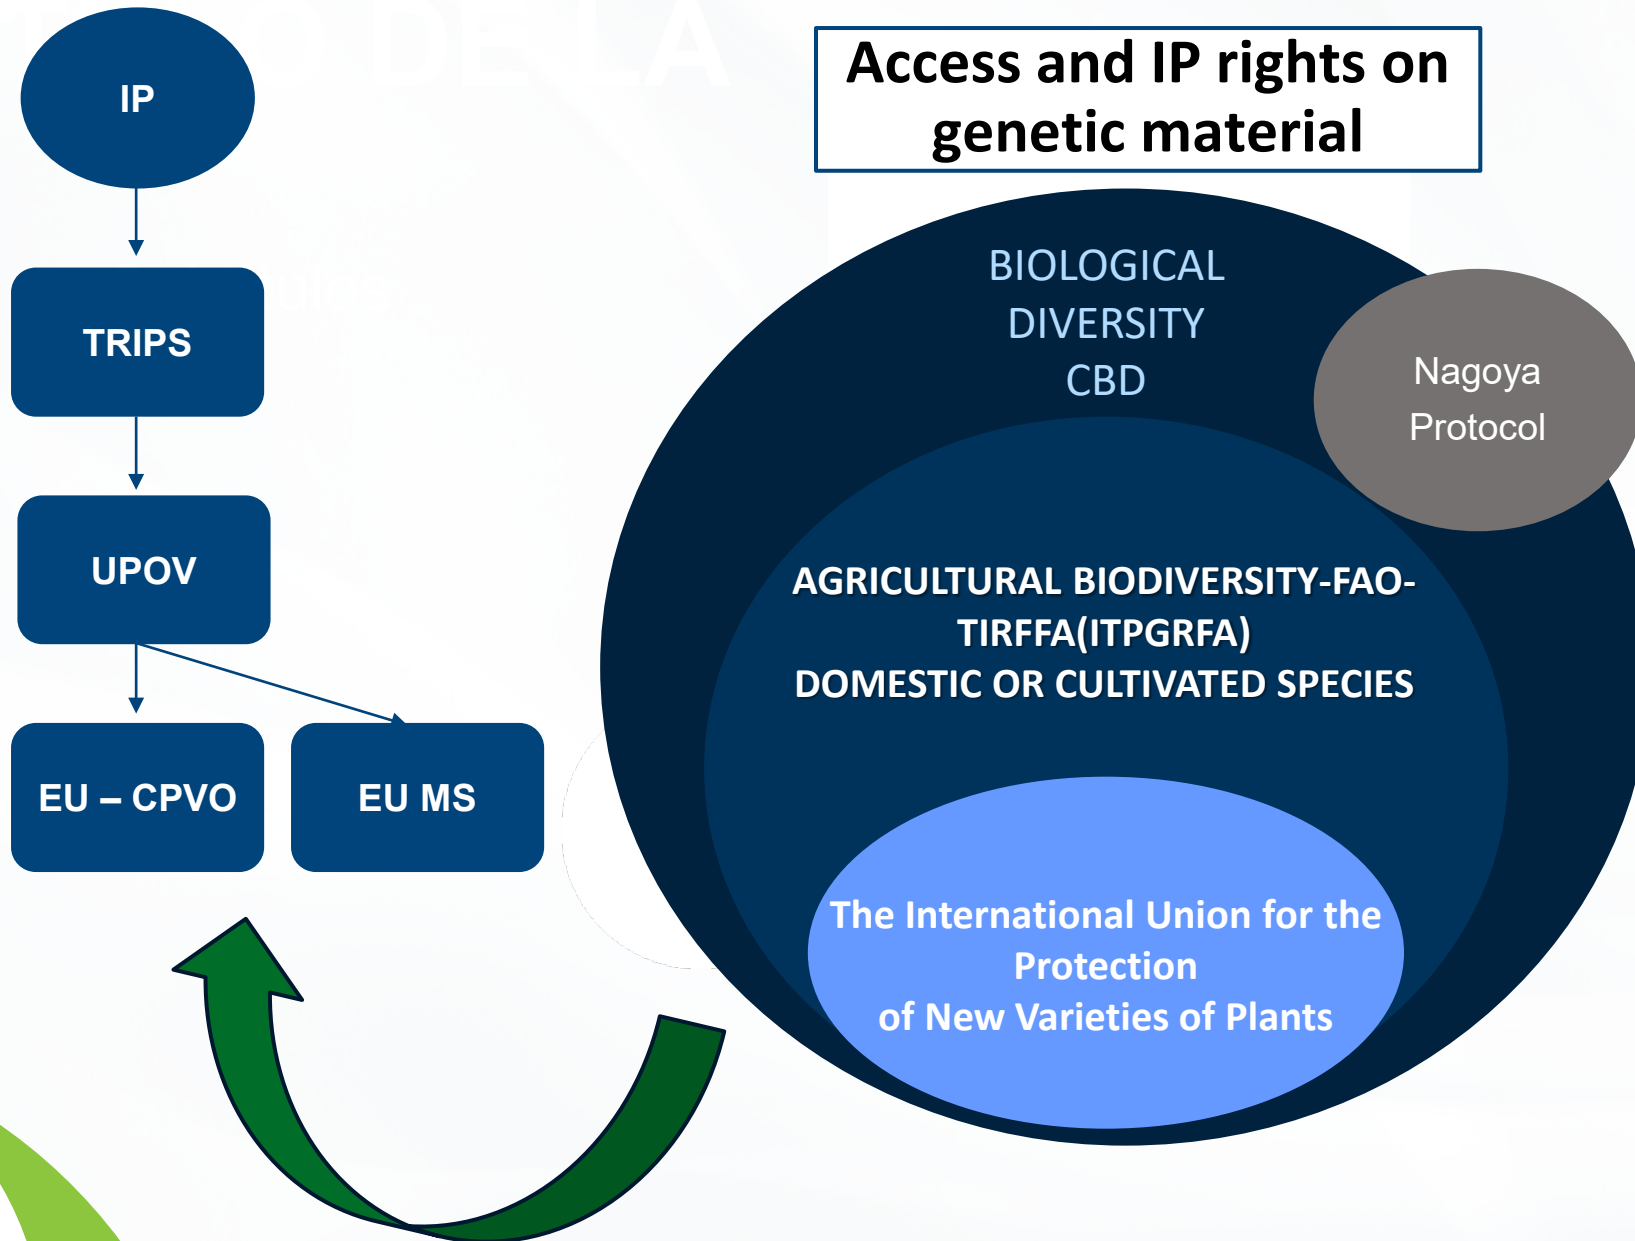 IP
TRIPS
UPOV
EU – CPVO
EU MS
Access and IP rights on
genetic material
BIOLOGICAL
DIVERSITY
CBD
Nagoya
Protocol
AGRICULTURAL BIODIVERSITY-FAO-
TIRFFA(ITPGRFA)
DOMESTIC OR CULTIVATED SPECIES
The International Union for the
Protection
of New Varieties of Plants